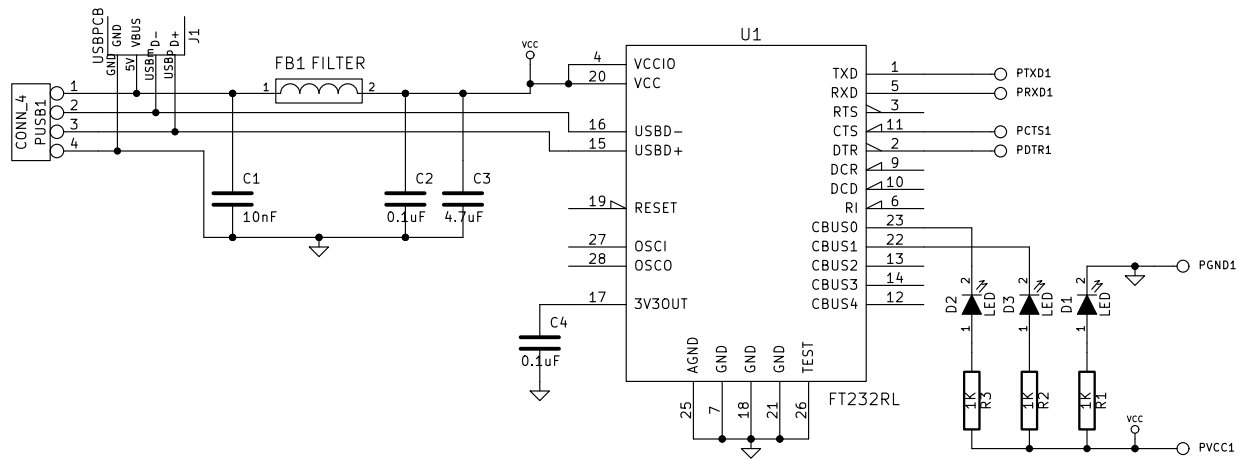 USBPCB
J1
GND
VBUS
D-
D+
GND
5V
USBm
USBp
CONN_4
PUSB1
1
2
3
4
FB1 FILTER
1
2
VCC
C1
10nF
C2
0.1uF
C3
4.7uF
C4
0.1uF
U1
4 VCCIO
20 VCC
16 USBD-
15 USBD+
19 RESET
27 OSCI
28 OSCO
17 3V3OUT
TXD 1 PTXD1
RXD 5 PRXD1
RTS 3
CTS 11 PCTS1
DTR 2 PDTR1
DCR 9
DCD 10
RI 6
CBUS0 23
CBUS1 22
CBUS2 13
CBUS3 14
CBUS4 12
AGND
GND
GND
GND
TEST
25
7
18
21
26
FT232RL
D2
LED
2
1
D3
LED
2
1
D1
LED
2
1
PGND1
1K
R3
1K
R2
1K
R1
VCC
PVCC1